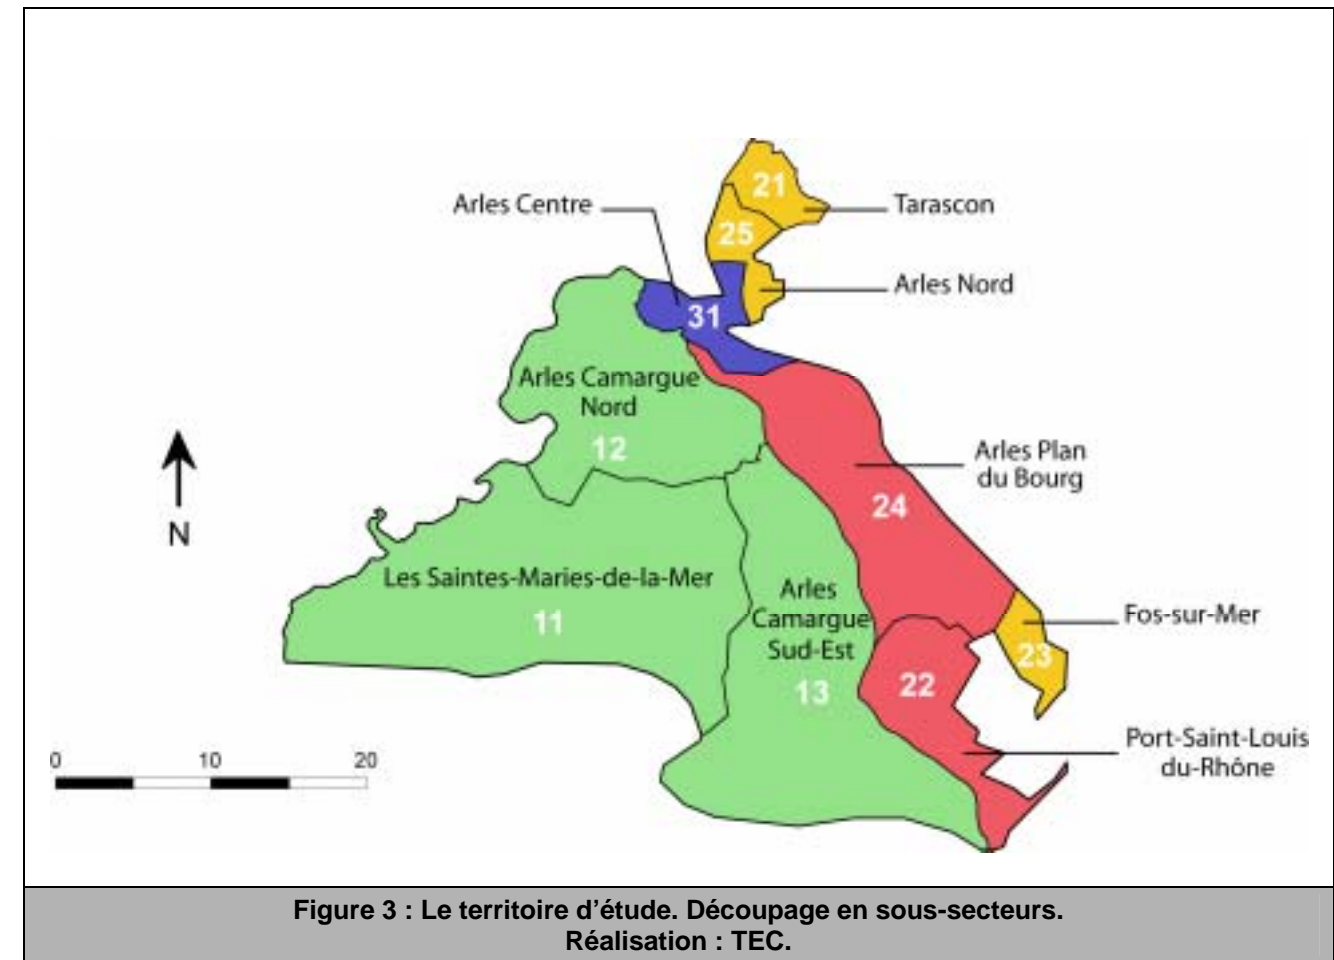 21
Arles Centre
Tarascon
25
Arles Nord
31
Arles Camargue
Nord
12
Arles Plan
du Bourg
24
N
Les Saintes-Maries-de-la-Mer
11
Arles
Camargue
Sud-Est
13
Fos-sur-Mer
23
22
Port-Saint-Louis
du-Rhône
0 10 20
Figure 3 : Le territoire d’étude. Découpage en sous-secteurs.
Réalisation : TEC.